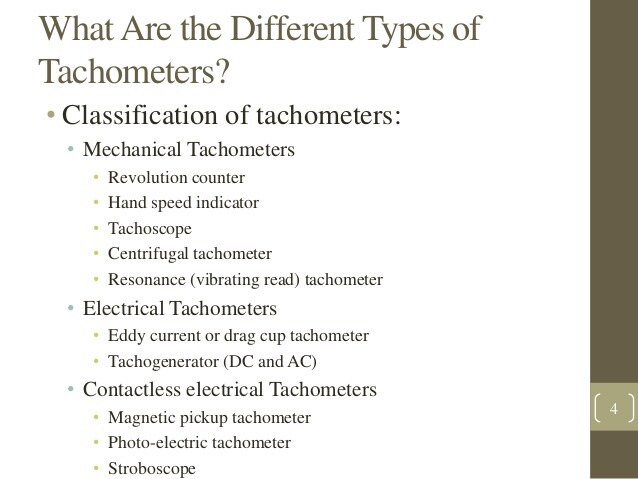 What Are the Different Types of
Tachometers?
• Classification of tachometers:
• Mechanical Tachometers
• Revolution counter
• Hand speed indicator
• Tachoscope
• Centrifugal tachometer
• Resonance (vibrating read) tachometer
• Electrical Tachometers
• Eddy current or drag cup tachometer
• Tachogenerator (DC and AC)
• Contactless electrical Tachometers
• Magnetic pickup tachometer
• Photo-electric tachometer
• Stroboscope
4